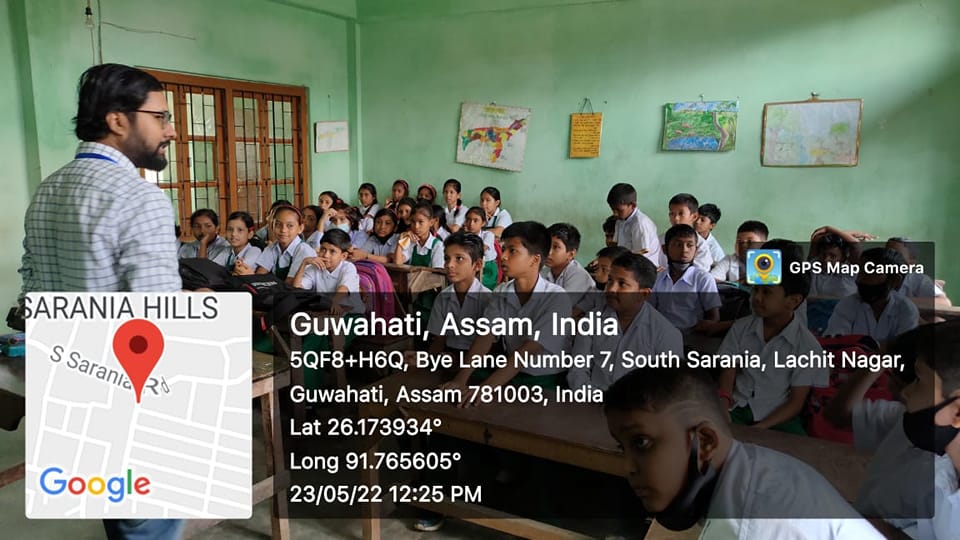 GPS Map Camera
SARANIA HILLS
S Sarania Rd
Google
Guwahati, Assam, India
5QF8+H6Q, Bye Lane Number 7, South Sarania, Lachit Nagar,
Guwahati, Assam 781003, India
Lat 26.173934°
Long 91.765605°
23/05/22 12:25 PM